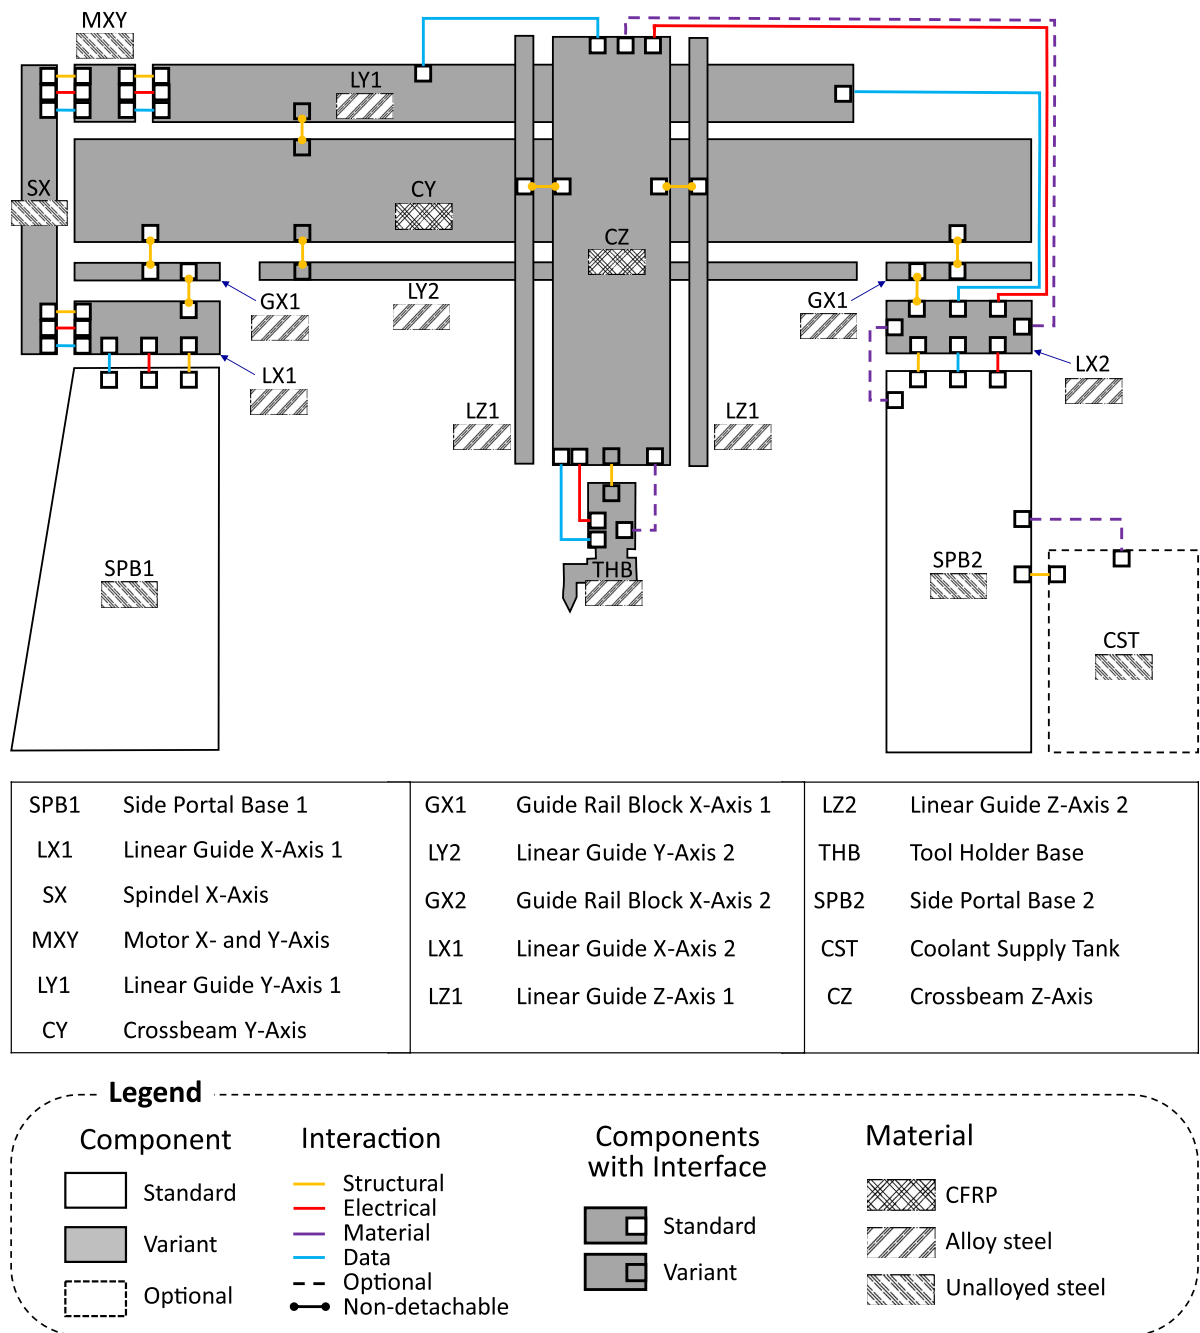 MXY
LY1
SX
CY
CZ
GX1
LY2
GX1
LX1
LX2
LZ1
LZ1
SPB1
THB
SPB2
CST
SPB1 Side Portal Base 1
LX1 Linear Guide X-Axis 1
SX Spindel X-Axis
MXY Motor X- and Y-Axis
LY1 Linear Guide Y-Axis 1
CY Crossbeam Y-Axis
GX1 Guide Rail Block X-Axis 1
LY2 Linear Guide Y-Axis 2
GX2 Guide Rail Block X-Axis 2
LX1 Linear Guide X-Axis 2
LZ1 Linear Guide Z-Axis 1
LZ2 Linear Guide Z-Axis 2
THB Tool Holder Base
SPB2 Side Portal Base 2
CST Coolant Supply Tank
CZ Crossbeam Z-Axis
Legend
Component
Standard
Variant
Optional
Interaction
Structural
Electrical
Material
Data
Optional
Non-detachable
Components
with Interface
Standard
Variant
Material
CFRP
Alloy steel
Unalloyed steel